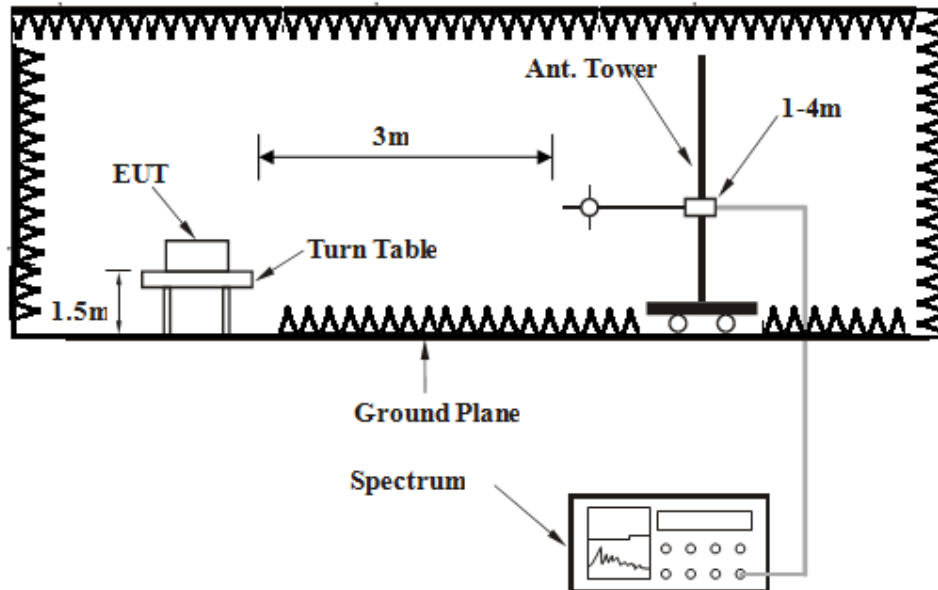 Ant. Tower
1-4m
3m
EUT
Turn Table
1.5m
Ground Plane
Spectrum